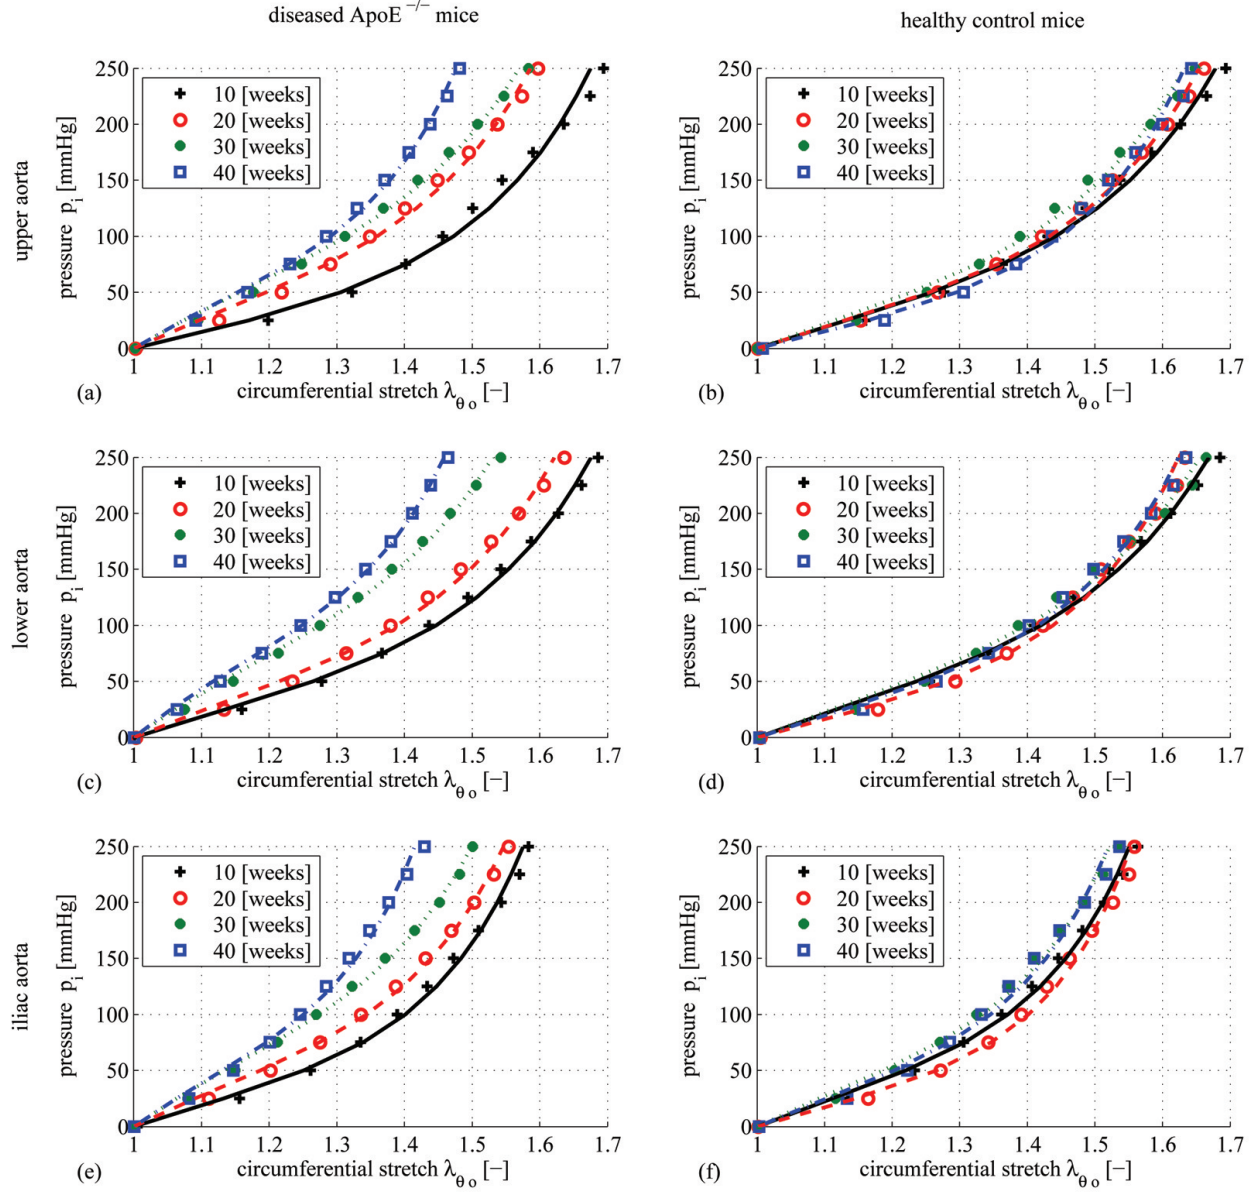 diseased ApoE −/− mice
healthy control mice
upper aorta
pressure p_i [mmHg]
250
200
150
100
50
0
10 [weeks]
20 [weeks]
30 [weeks]
40 [weeks]
1 1.1 1.2 1.3 1.4 1.5 1.6 1.7
(a) circumferential stretch λ_θo [−]
pressure p_i [mmHg]
250
200
150
100
50
0
10 [weeks]
20 [weeks]
30 [weeks]
40 [weeks]
1 1.1 1.2 1.3 1.4 1.5 1.6 1.7
(b) circumferential stretch λ_θo [−]
lower aorta
pressure p_i [mmHg]
250
200
150
100
50
0
10 [weeks]
20 [weeks]
30 [weeks]
40 [weeks]
1 1.1 1.2 1.3 1.4 1.5 1.6 1.7
(c) circumferential stretch λ_θo [−]
pressure p_i [mmHg]
250
200
150
100
50
0
10 [weeks]
20 [weeks]
30 [weeks]
40 [weeks]
1 1.1 1.2 1.3 1.4 1.5 1.6 1.7
(d) circumferential stretch λ_θo [−]
iliac aorta
pressure p_i [mmHg]
250
200
150
100
50
0
10 [weeks]
20 [weeks]
30 [weeks]
40 [weeks]
1 1.1 1.2 1.3 1.4 1.5 1.6 1.7
(e) circumferential stretch λ_θo [−]
pressure p_i [mmHg]
250
200
150
100
50
0
10 [weeks]
20 [weeks]
30 [weeks]
40 [weeks]
1 1.1 1.2 1.3 1.4 1.5 1.6 1.7
(f) circumferential stretch λ_θo [−]